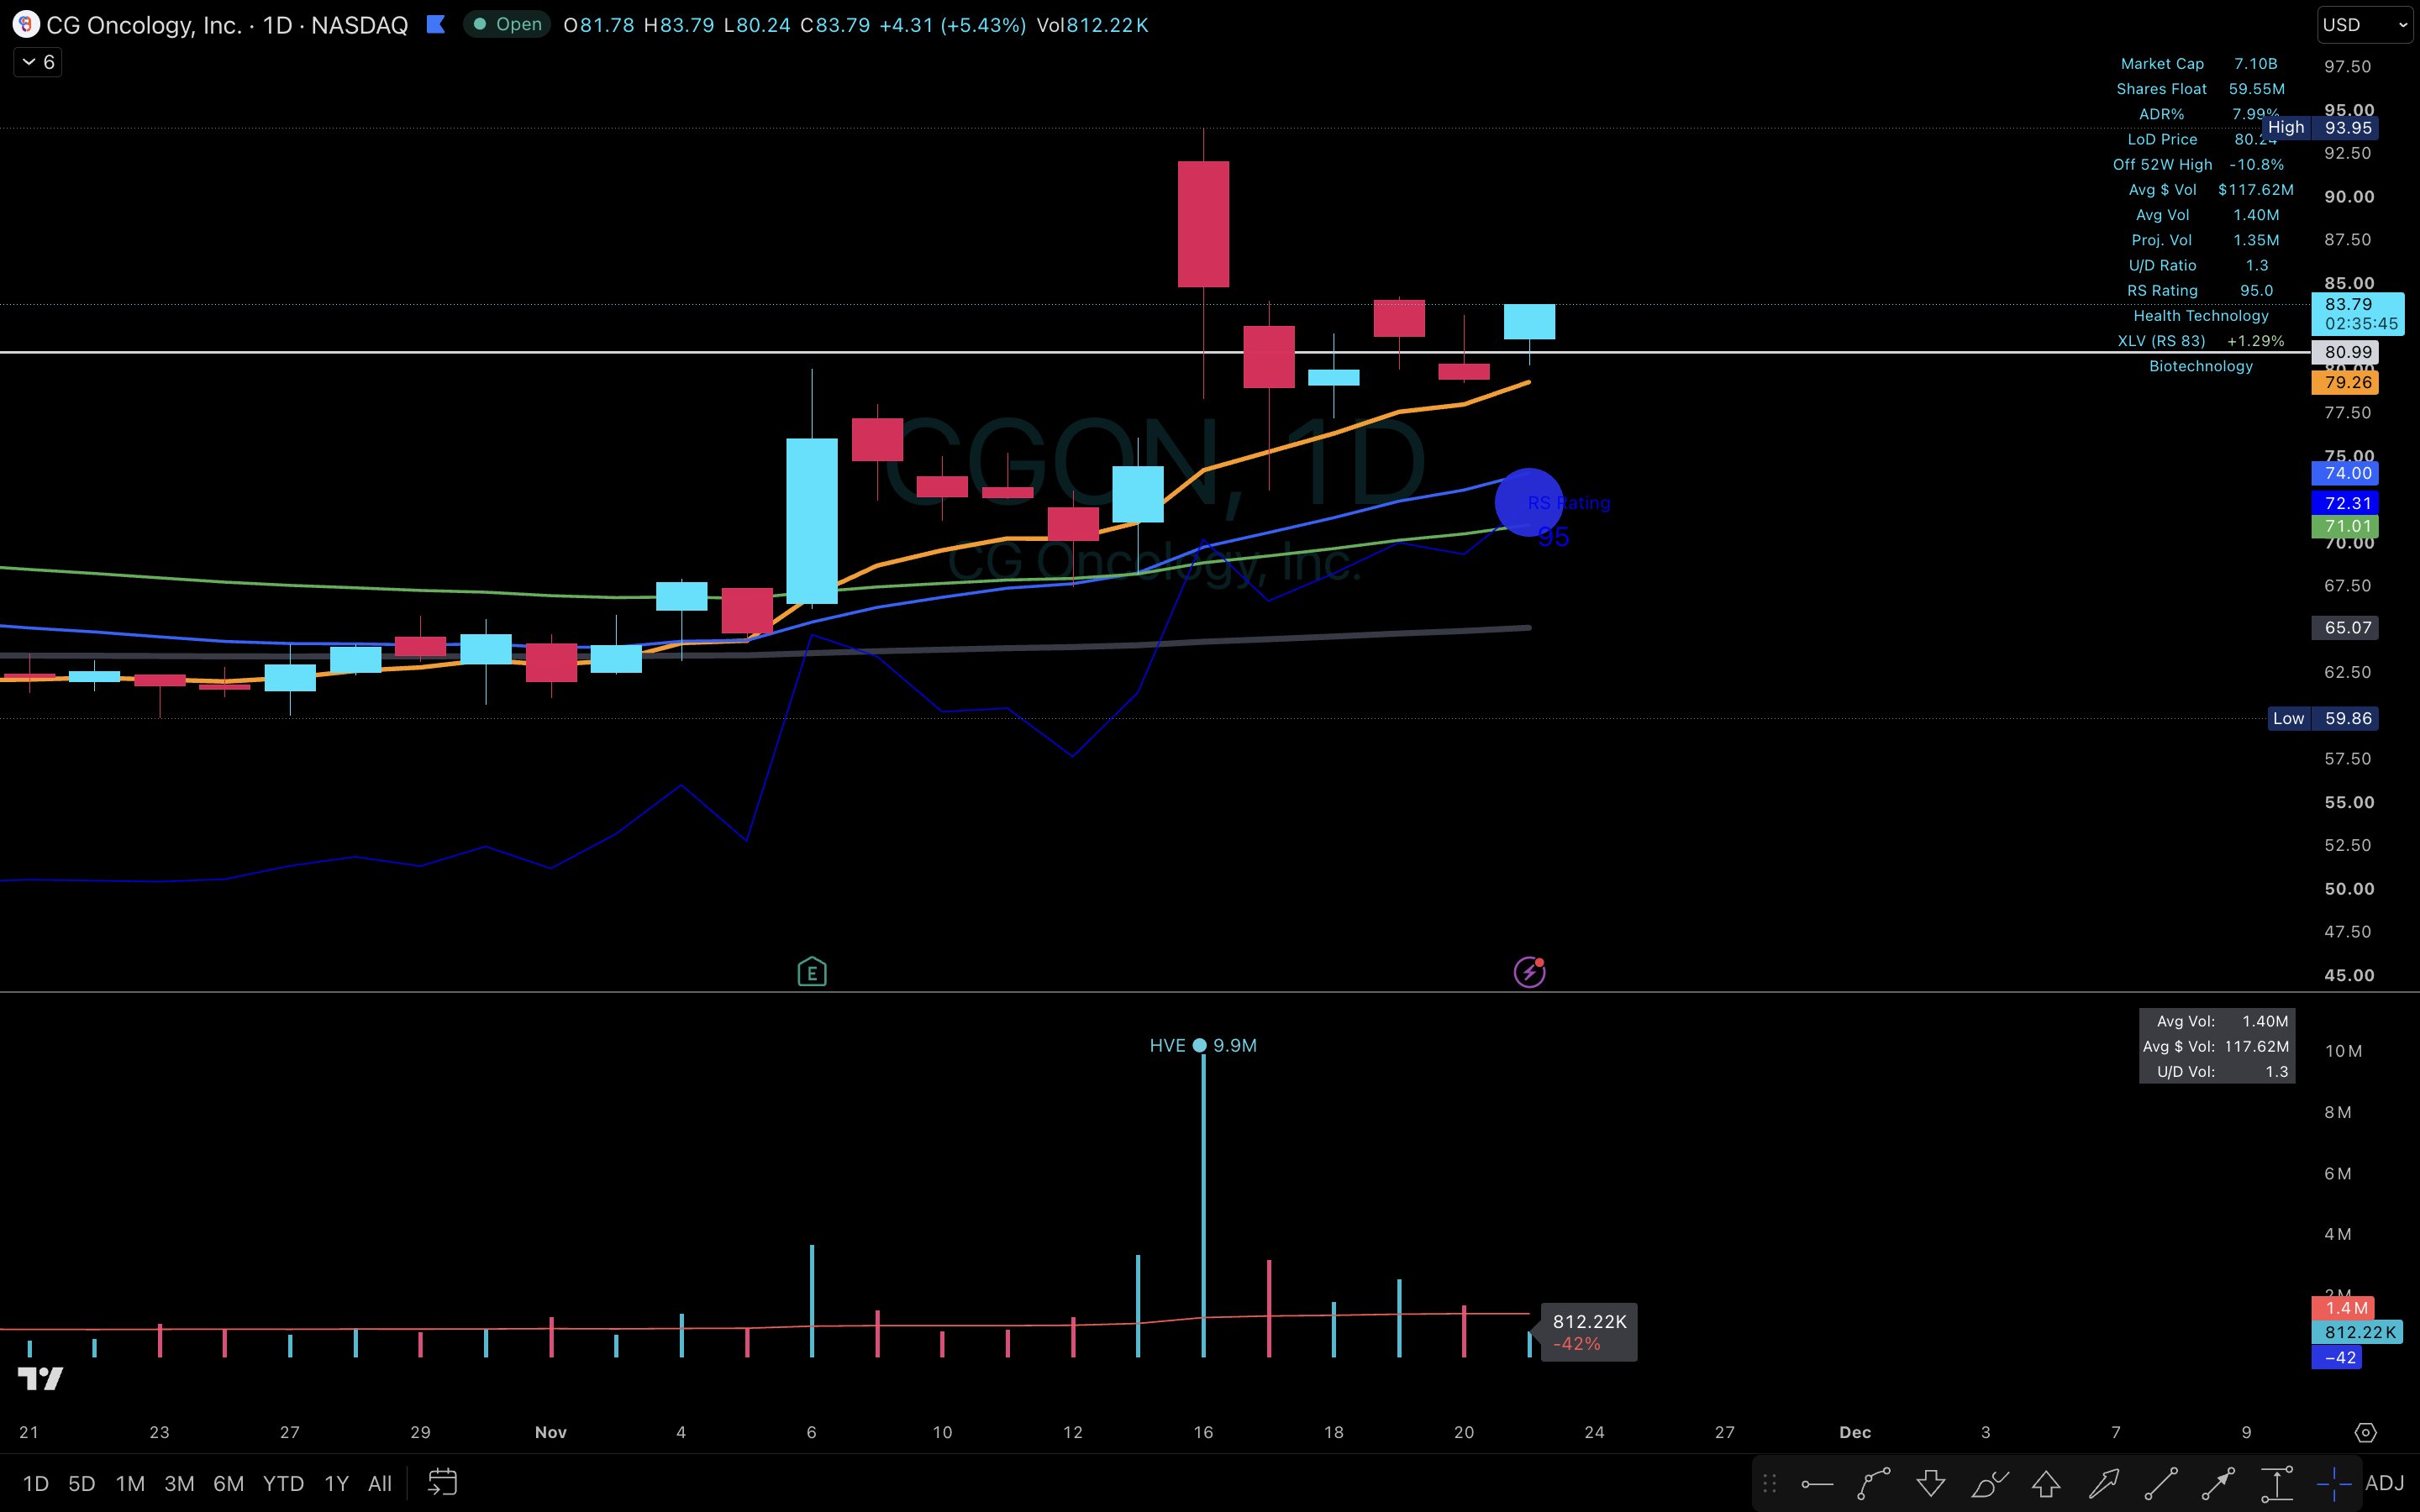 CG Oncology, Inc. · 1D · NASDAQ Open O81.78 H83.79 L80.24 C83.79 +4.31 (+5.43%) Vol812.22K
USD
6
Market Cap 7.10B
Shares Float 59.55M
ADR% 7.99%
LoD Price 80.24
Off 52W High -10.8%
Avg $ Vol $117.62M
Avg Vol 1.40M
Proj. Vol 1.35M
U/D Ratio 1.3
RS Rating 95.0
Health Technology
XLV (RS 83) +1.29%
Biotechnology
97.50
95.00
High 93.95
92.50
90.00
87.50
85.00
83.79
02:35:45
80.99
80.00
79.26
77.50
75.00
74.00
72.31
71.01
70.00
67.50
65.07
62.50
Low 59.86
57.50
55.00
52.50
50.00
47.50
45.00
CGON, 1D
CG Oncology, Inc.
RS Rating
95
E
HVE 9.9M
Avg Vol: 1.40M
Avg $ Vol: 117.62M
U/D Vol: 1.3
10 M
8 M
6 M
4 M
2 M
1.4 M
812.22 K
−42
812.22K
-42%
21 23 27 29 Nov 4 6 10 12 16 18 20 24 27 Dec 3 7 9
1D 5D 1M 3M 6M YTD 1Y All
ADJ